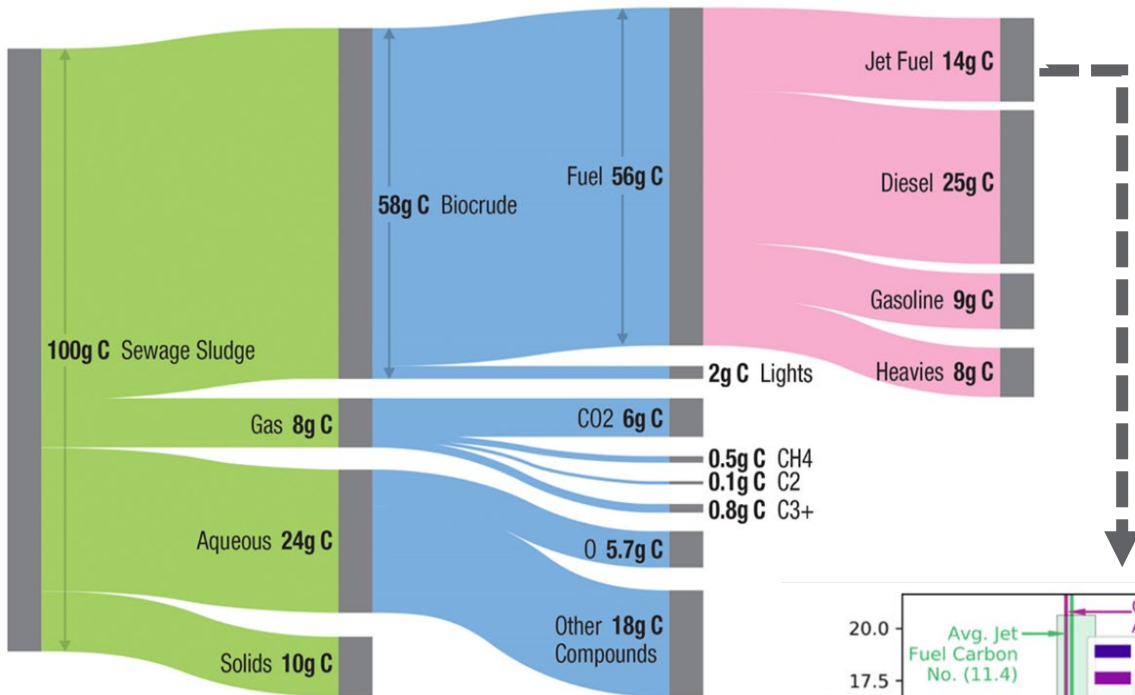 Jet Fuel 14g C
Fuel 56g C
Diesel 25g C
58g C Biocrude
Gasoline 9g C
100g C Sewage Sludge
2g C Lights
Heavies 8g C
Gas 8g C
CO2 6g C
0.5g C CH4
0.1g C C2
0.8g C C3+
Aqueous 24g C
O 5.7g C
Other 18g C
Compounds
Solids 10g C
20.0
Avg. Jet
Fuel Carbon
No. (11.4)
17.5